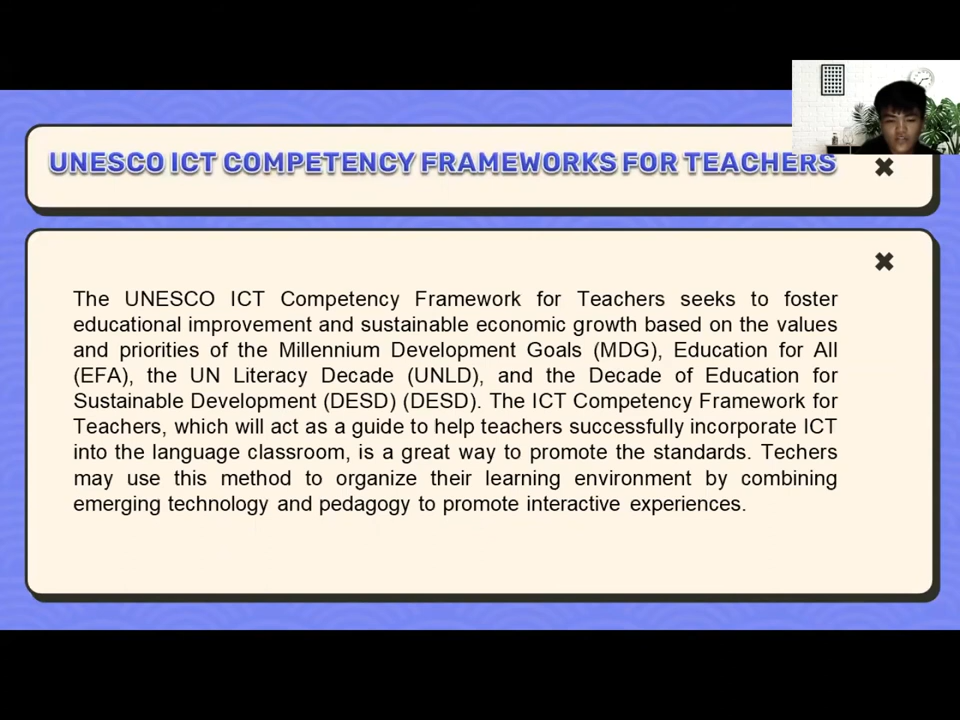 UNESCO ICT COMPETENCY FRAMEWORKS FOR TEACHERS
The UNESCO ICT Competency Framework for Teachers seeks to foster
educational improvement and sustainable economic growth based on the values
and priorities of the Millennium Development Goals (MDG), Education for All
(EFA), the UN Literacy Decade (UNLD), and the Decade of Education for
Sustainable Development (DESD) (DESD). The ICT Competency Framework for
Teachers, which will act as a guide to help teachers successfully incorporate ICT
into the language classroom, is a great way to promote the standards. Techers
may use this method to organize their learning environment by combining
emerging technology and pedagogy to promote interactive experiences.